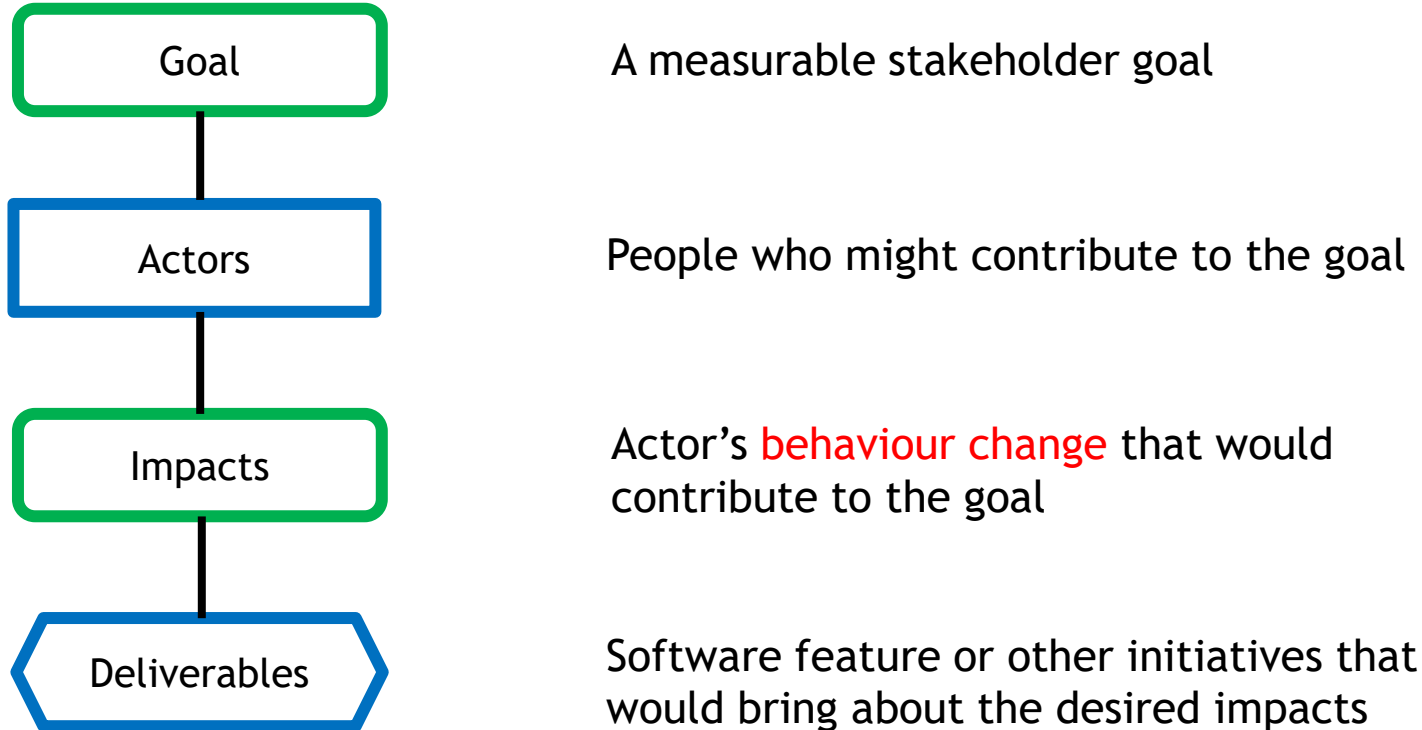 Goal
A measurable stakeholder goal
Actors
People who might contribute to the goal
Impacts
Actor’s behaviour change that would
contribute to the goal
Deliverables
Software feature or other initiatives that
would bring about the desired impacts